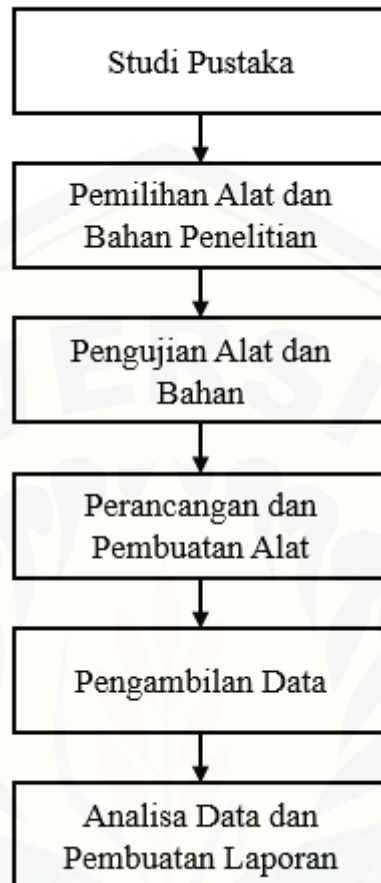 Studi Pustaka
Pemilihan Alat dan
Bahan Penelitian
Pengujian Alat dan
Bahan
Perancangan dan
Pembuatan Alat
Pengambilan Data
Analisa Data dan
Pembuatan Laporan